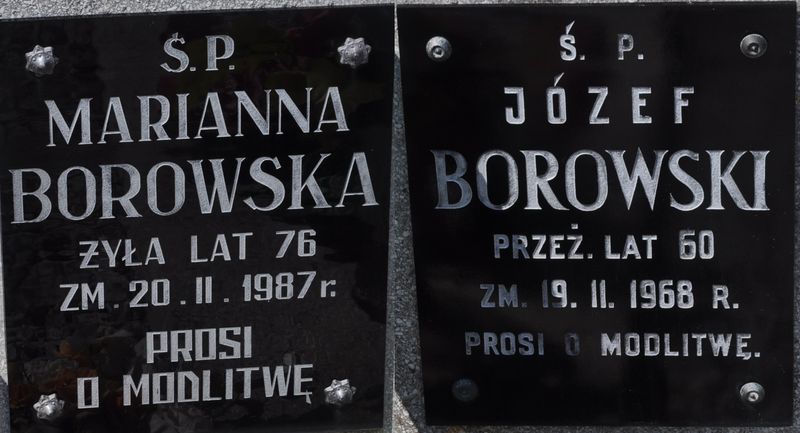 Ś.P.
MARIANNA
BOROWSKA
ŻYŁA LAT 76
ZM. 20. II. 1987 r.
PROSI
O MODLITWĘ
Ś. P.
JÓZEF
BOROWSKI
PRZEŻ. LAT 60
ZM. 19. II. 1968 R.
PROSI O MODLITWĘ.